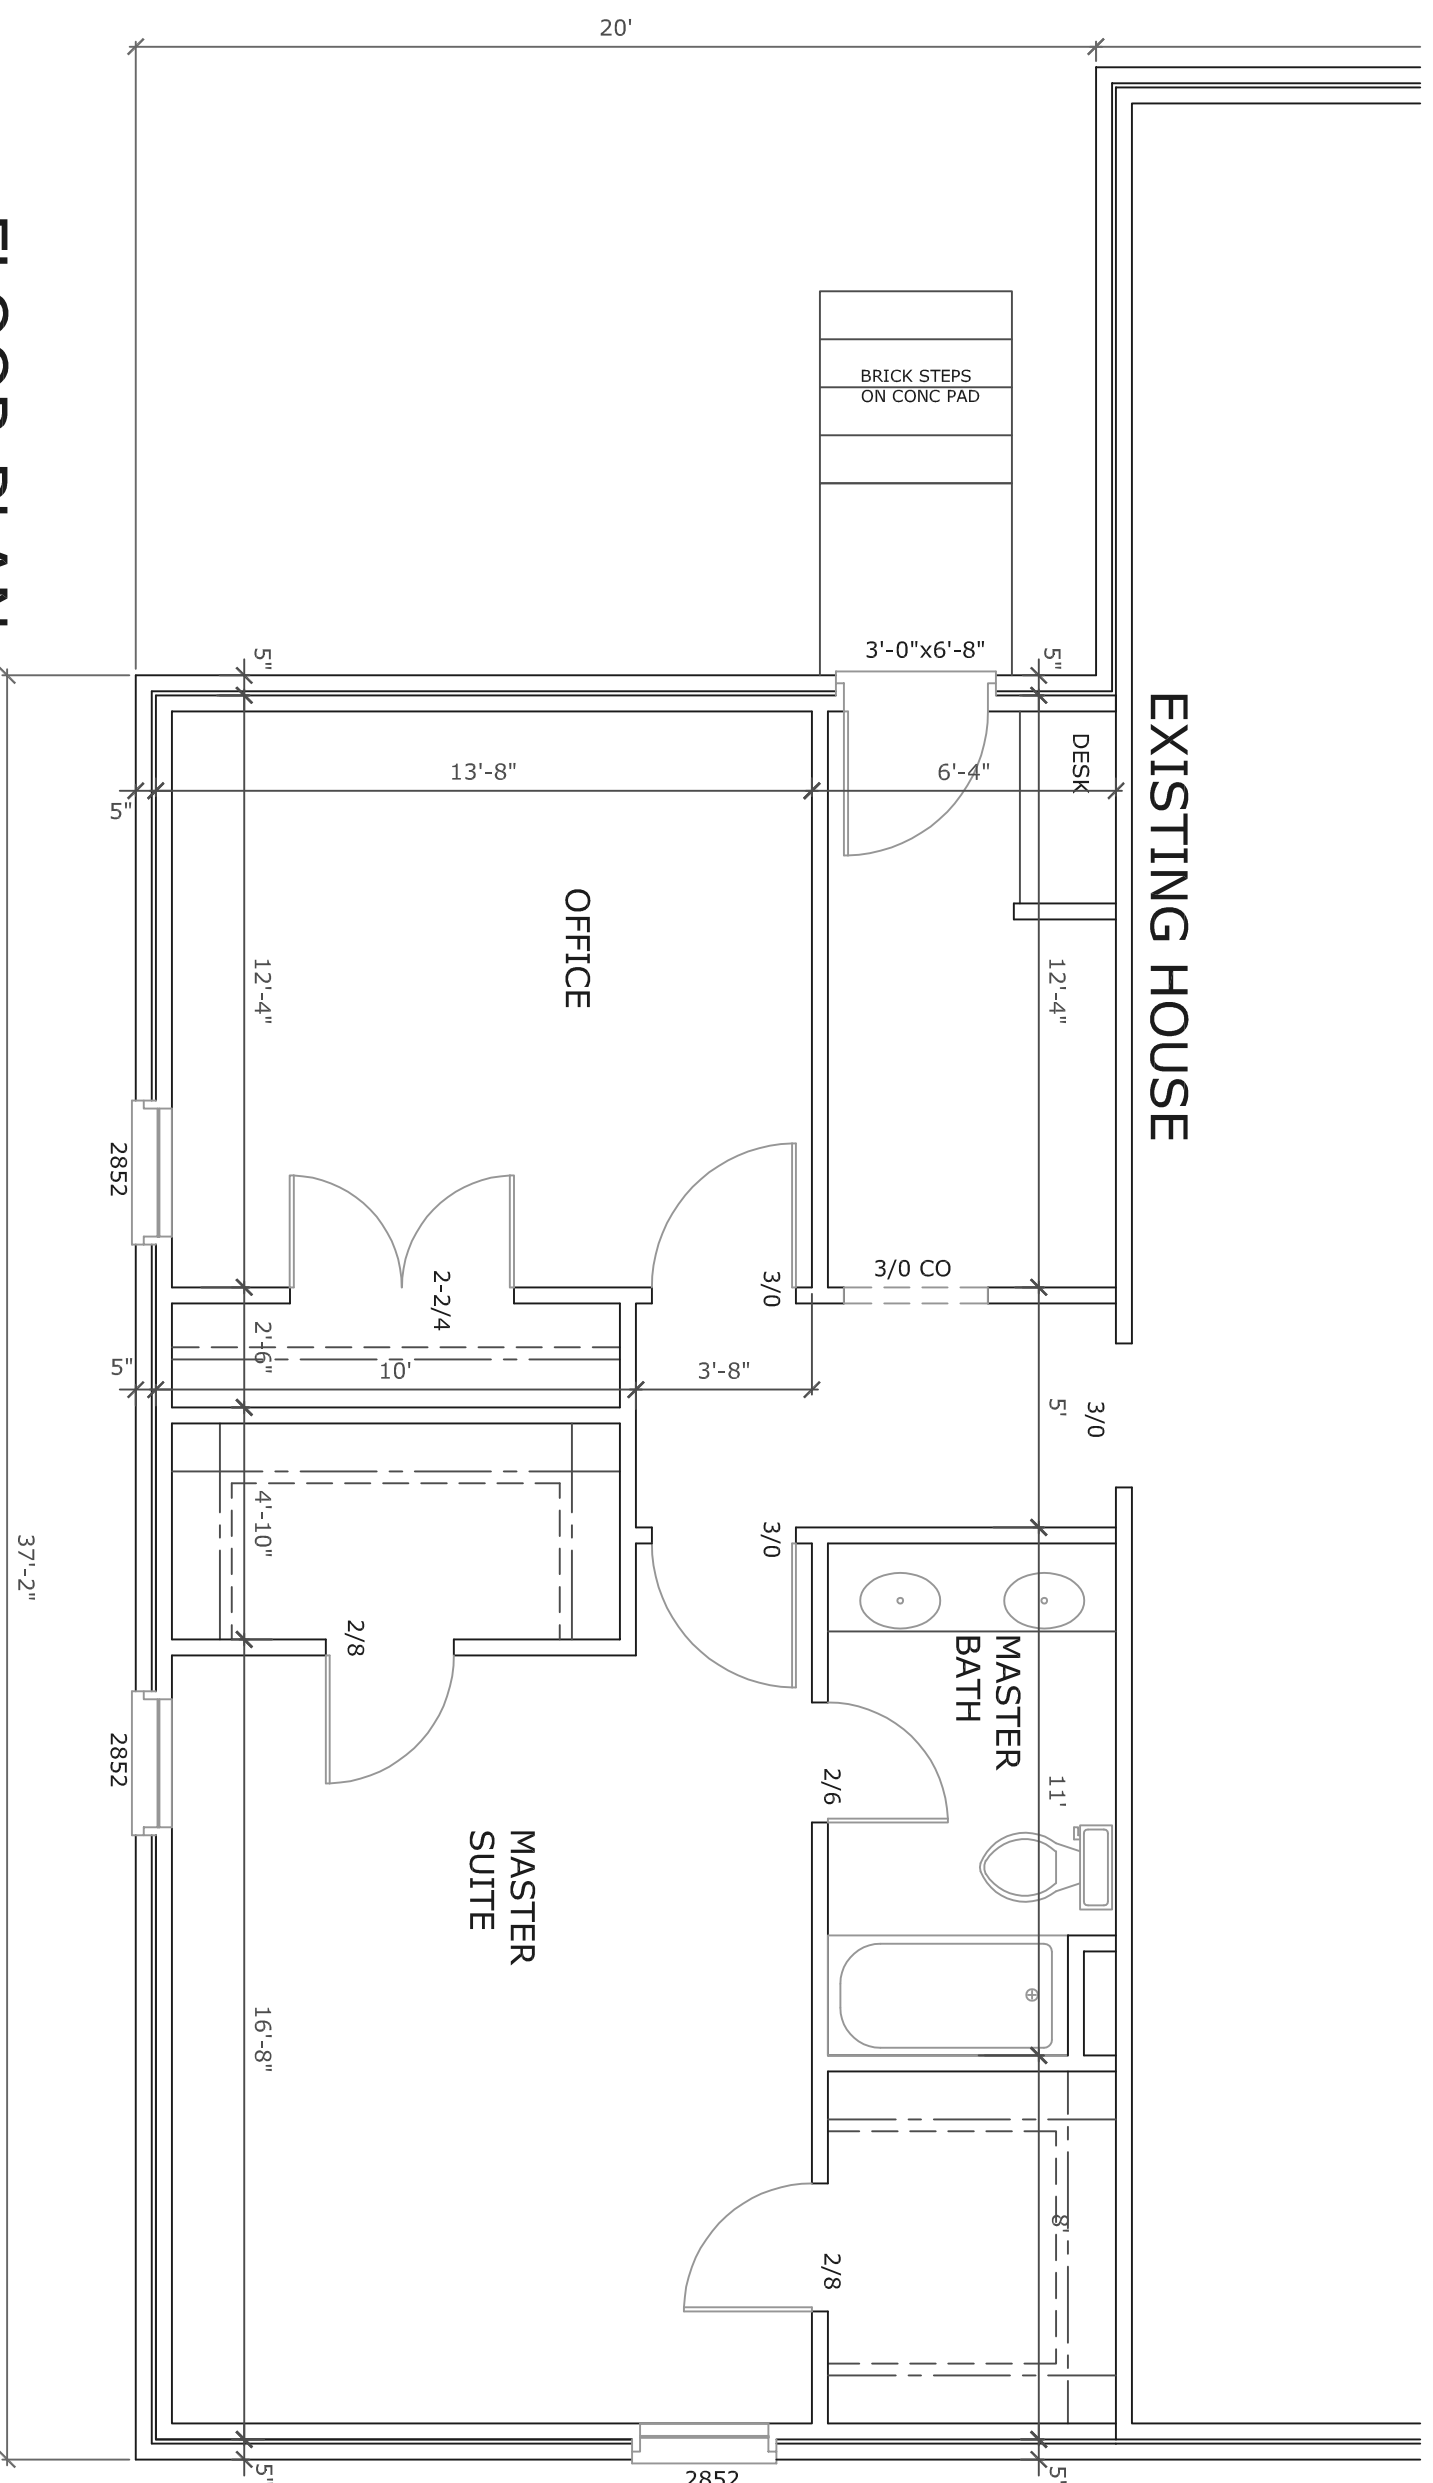 20'
BRICK STEPS
ON CONC PAD
FLOOR PLAN
3'-0"x6'-8"
5"
5"
EXISTING HOUSE
DESK
13'-8"
6'-4"
5"
OFFICE
12'-4"
12'-4"
2852
3/0 CO
3/0
2-2/4
2'-6"
5"
10'
3'-8"
5'
3/0
4'-10"
3/0
37'-2"
2/8
MASTER
BATH
2852
2/6
11'
MASTER
SUITE
16'-8"
8'
2/8
2852